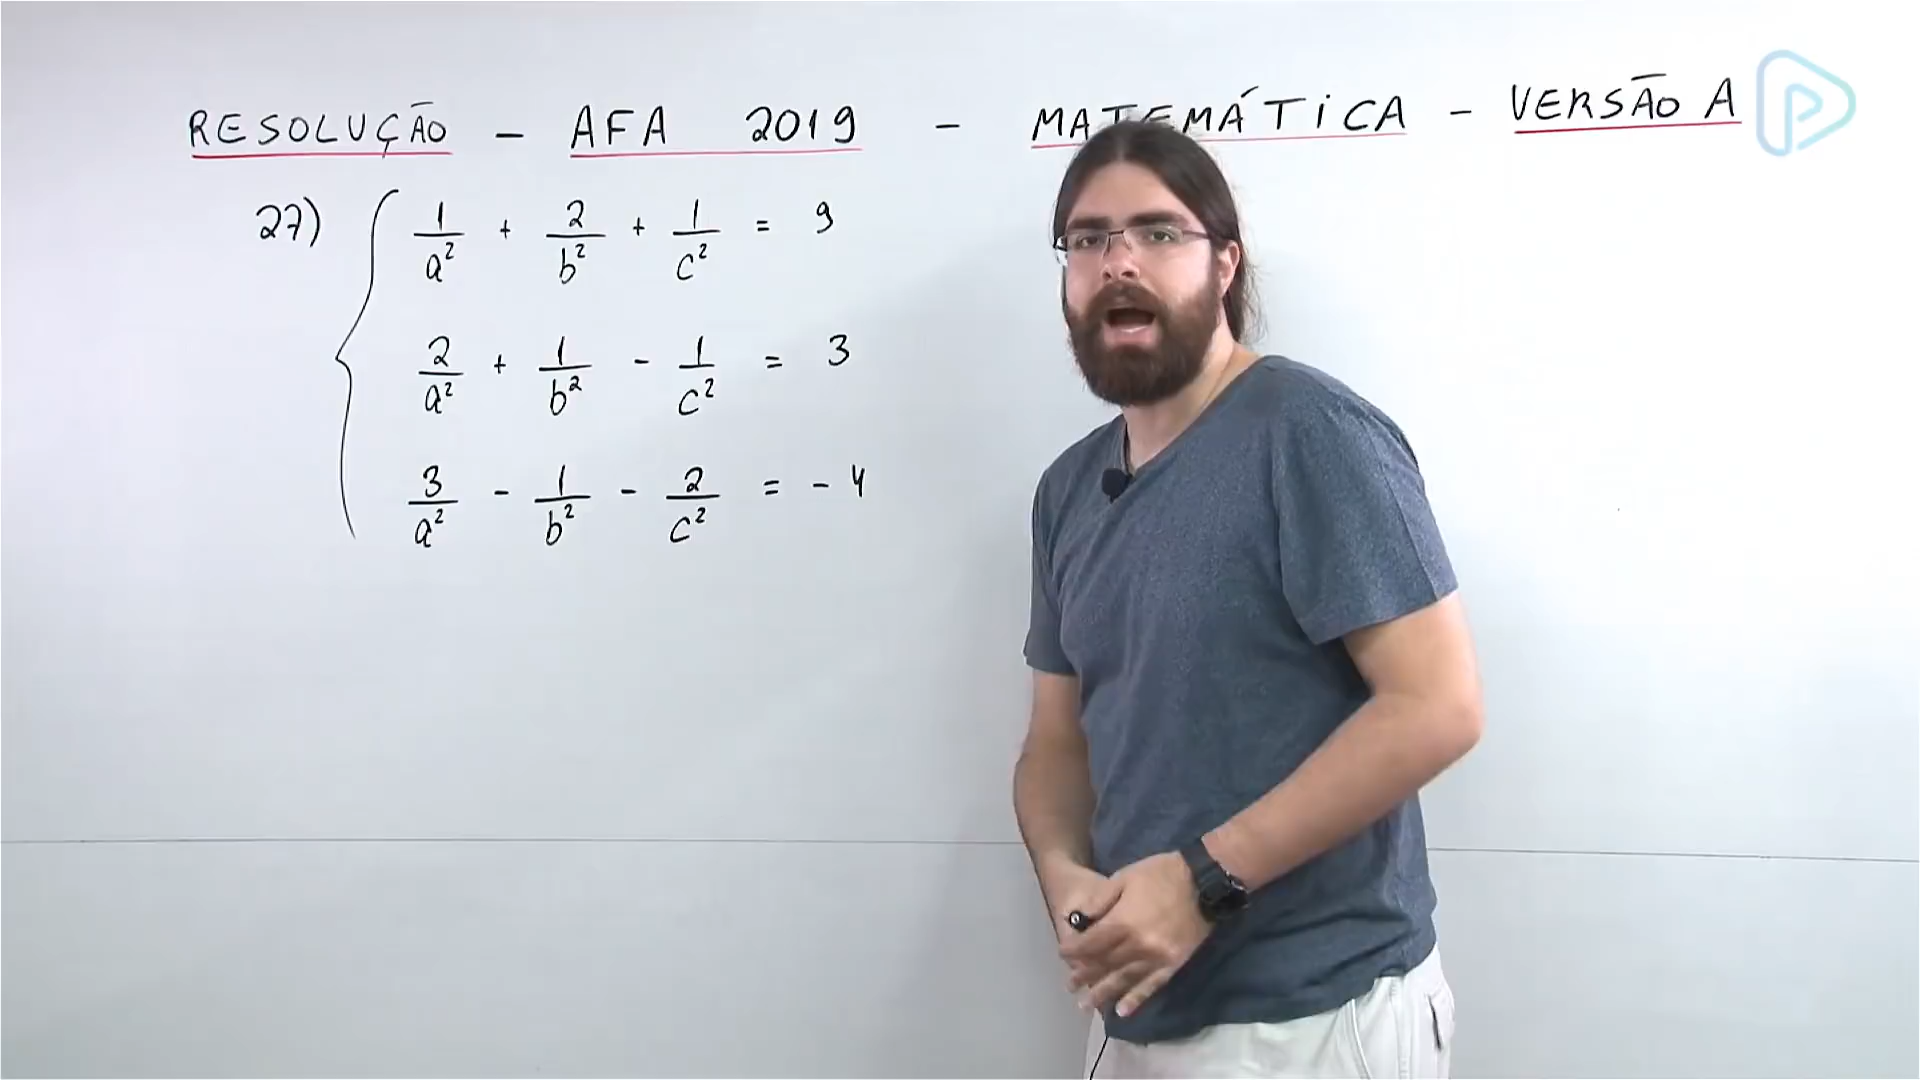 RESOLUÇÃO - AFA 2019 - MATEMÁTICA - VERSÃO A
27) { 1/a² + 2/b² + 1/c² = 9
2/a² + 1/b² - 1/c² = 3
3/a² - 1/b² - 2/c² = -4